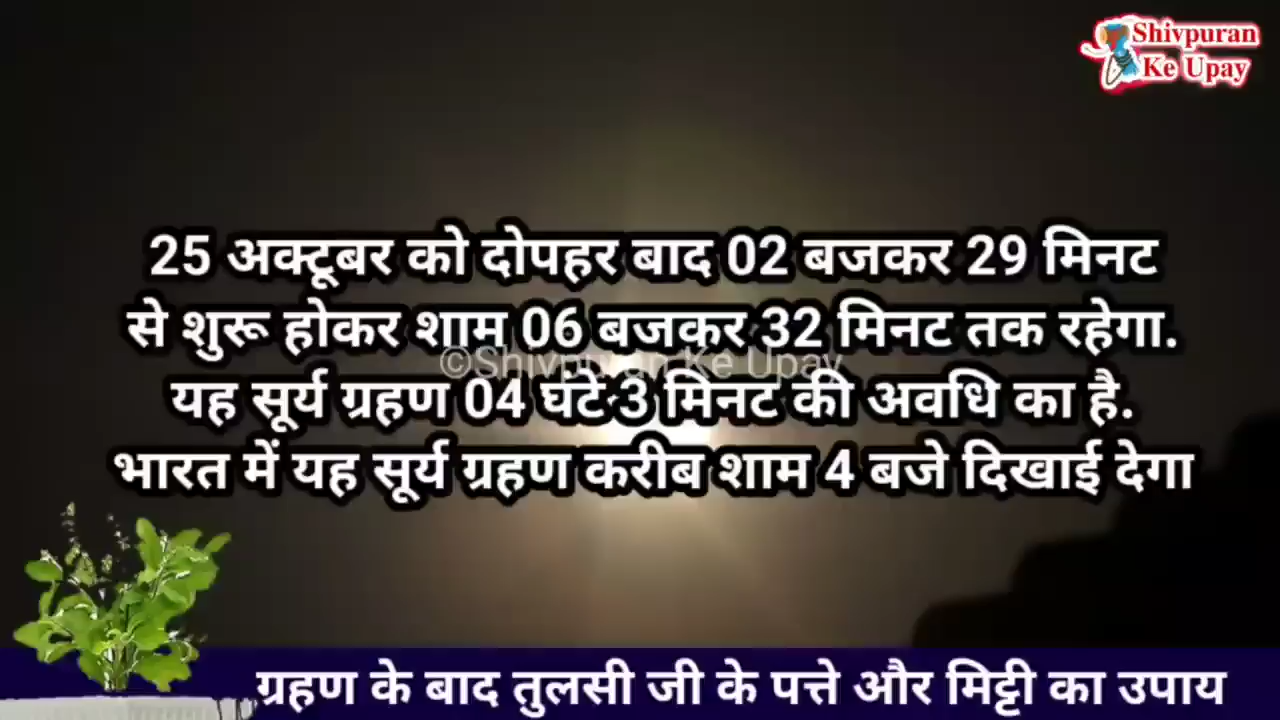 Shivpuran
Ke Upay
25 अक्टूबर को दोपहर बाद 02 बजकर 29 मिनट
से शुरू होकर शाम 06 बजकर 32 मिनट तक रहेगा.
©Shivpuran Ke Upay
यह सूर्य ग्रहण 04 घंटे 3 मिनट की अवधि का है.
भारत में यह सूर्य ग्रहण करीब शाम 4 बजे दिखाई देगा
ग्रहण के बाद तुलसी जी के पत्ते और मिट्टी का उपाय